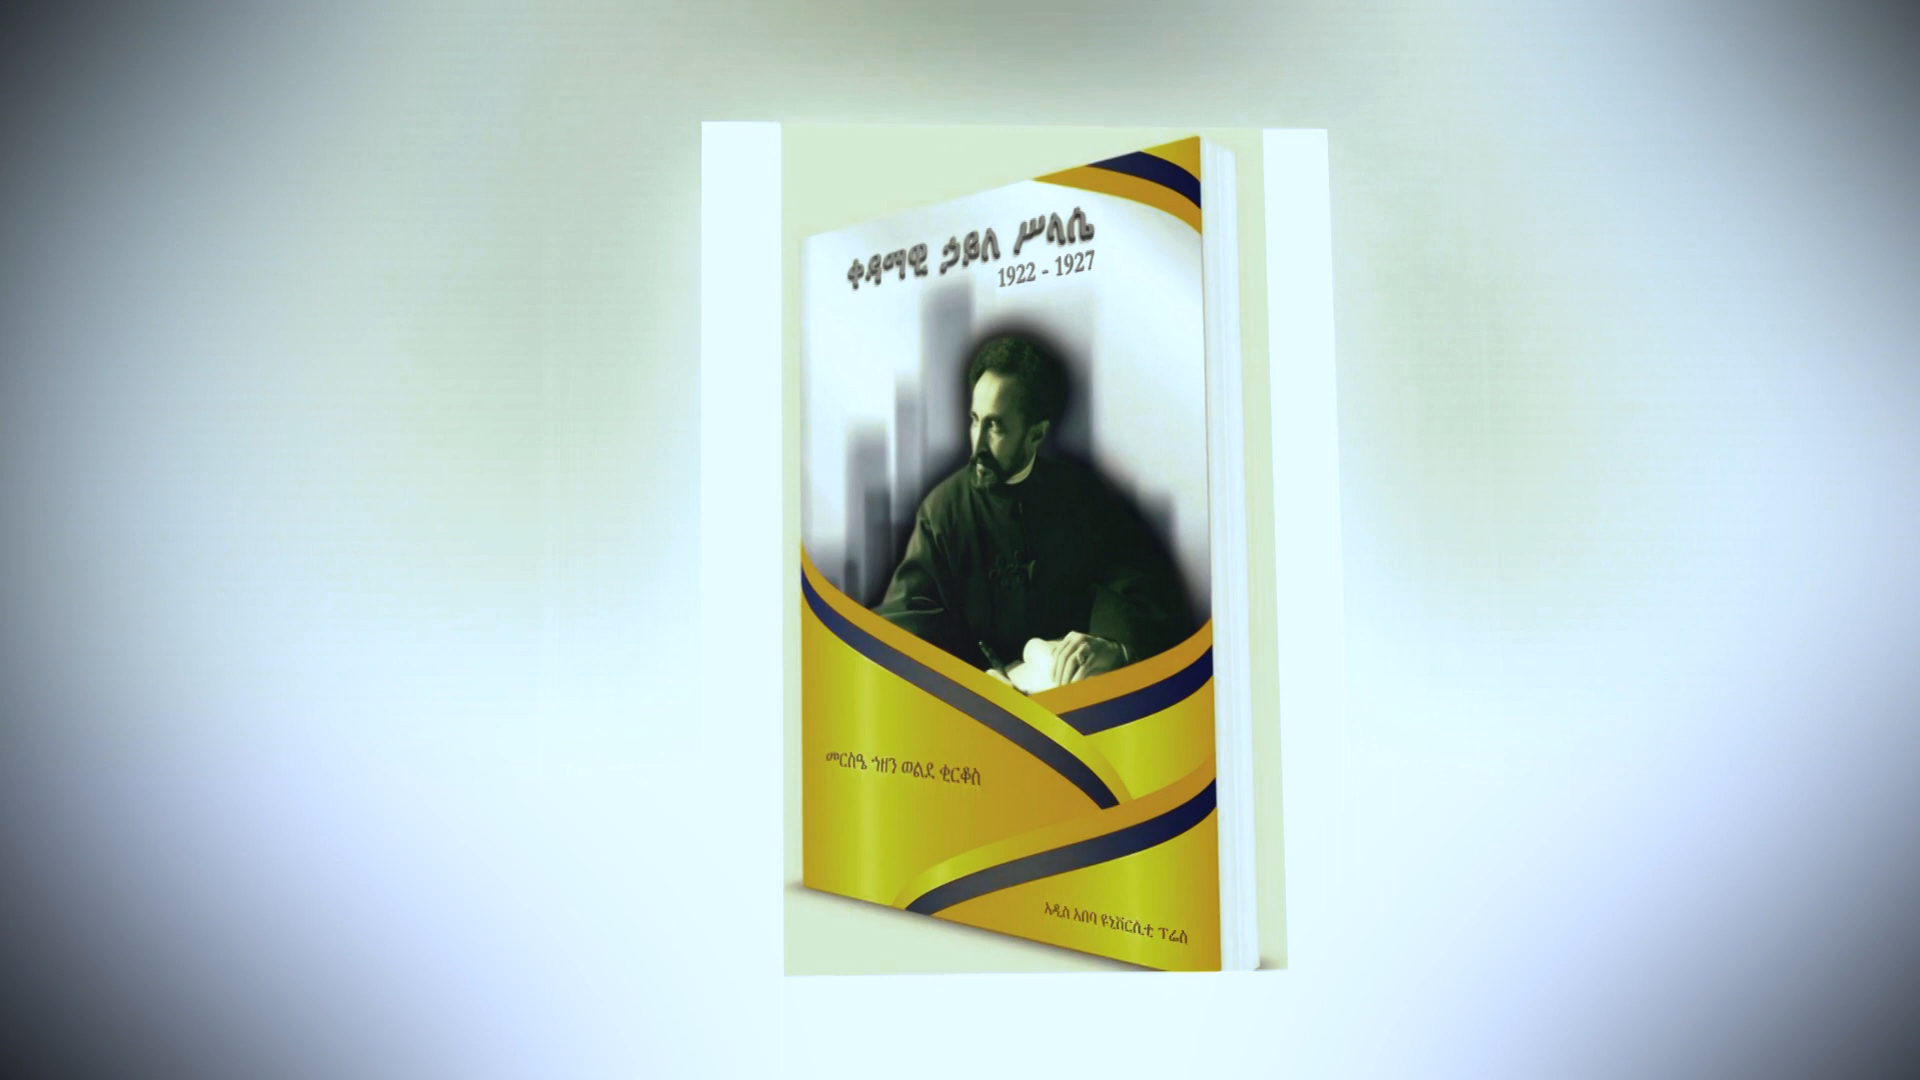 ቀዳማዊ ኃይለ ሥላሴ
1922 - 1927
መርስዔ ኀዘን ወልደ ቂርቆስ
አዲስ አበባ ዩኒቨርሲቲ ፕሬስ